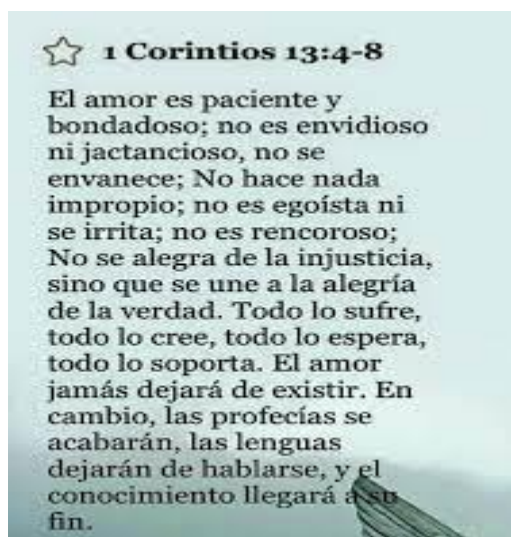 1 Corintios 13:4-8
El amor es paciente y
bondadoso; no es envidioso
ni jactancioso, no se
envanece; No hace nada
impropio; no es egoísta ni
se irrita; no es rencoroso;
No se alegra de la injusticia,
sino que se une a la alegría
de la verdad. Todo lo sufre,
todo lo cree, todo lo espera,
todo lo soporta. El amor
jamás dejará de existir. En
cambio, las profecías se
acabarán, las lenguas
dejarán de hablarse, y el
conocimiento llegará a su
fin.